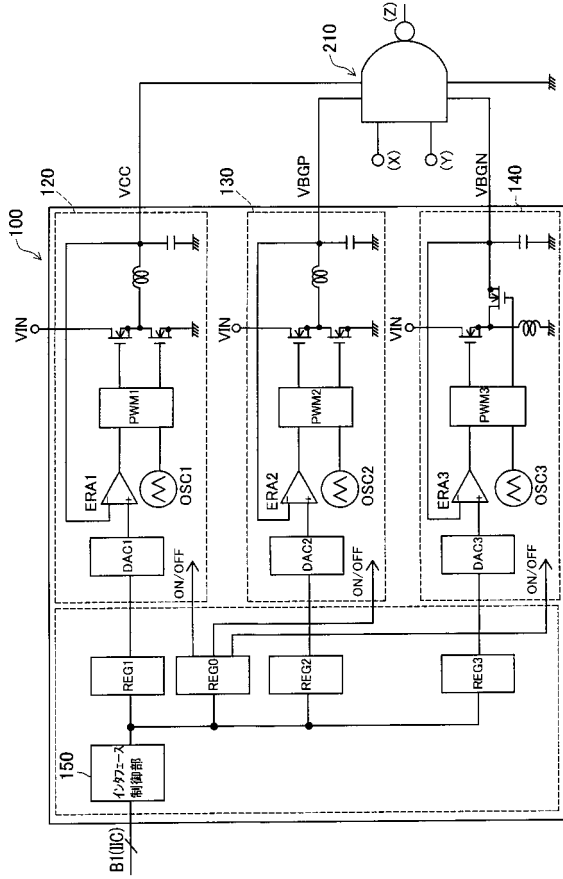 100
B1(IIC)
150
インタフェース
制御部
REG1
REG0
REG2
REG3
120
VIN
DAC1
ERA1
OSC1
PWM1
ON/OFF
VCC
130
VIN
DAC2
ERA2
OSC2
PWM2
ON/OFF
VBGP
140
VIN
DAC3
ERA3
OSC3
PWM3
ON/OFF
VBGN
210
(X)
(Y)
(Z)